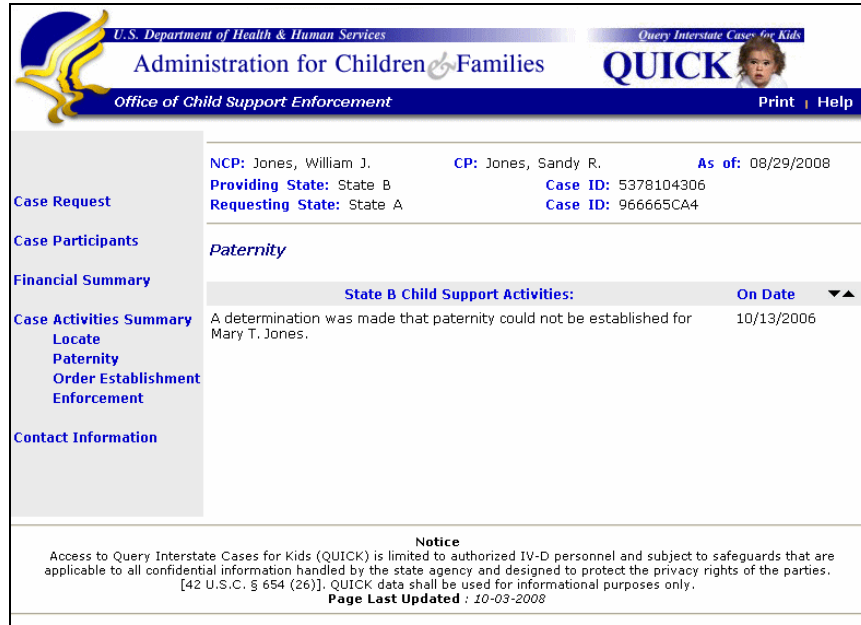 U.S. Department of Health & Human Services
Query Interstate Cases for Kids
Administration for Children & Families
QUICK
Office of Child Support Enforcement
Print | Help
NCP: Jones, William J. CP: Jones, Sandy R. As of: 08/29/2008
Providing State: State B Case ID: 5378104306
Requesting State: State A Case ID: 966665CA4
Case Request
Case Participants
Financial Summary
Case Activities Summary
Locate
Paternity
Order Establishment
Enforcement
Contact Information
Paternity
State B Child Support Activities: On Date ▼▲
A determination was made that paternity could not be established for 10/13/2006
Mary T. Jones.
Notice
Access to Query Interstate Cases for Kids (QUICK) is limited to authorized IV-D personnel and subject to safeguards that are
applicable to all confidential information handled by the state agency and designed to protect the privacy rights of the parties.
[42 U.S.C. § 654 (26)]. QUICK data shall be used for informational purposes only.
Page Last Updated : 10-03-2008